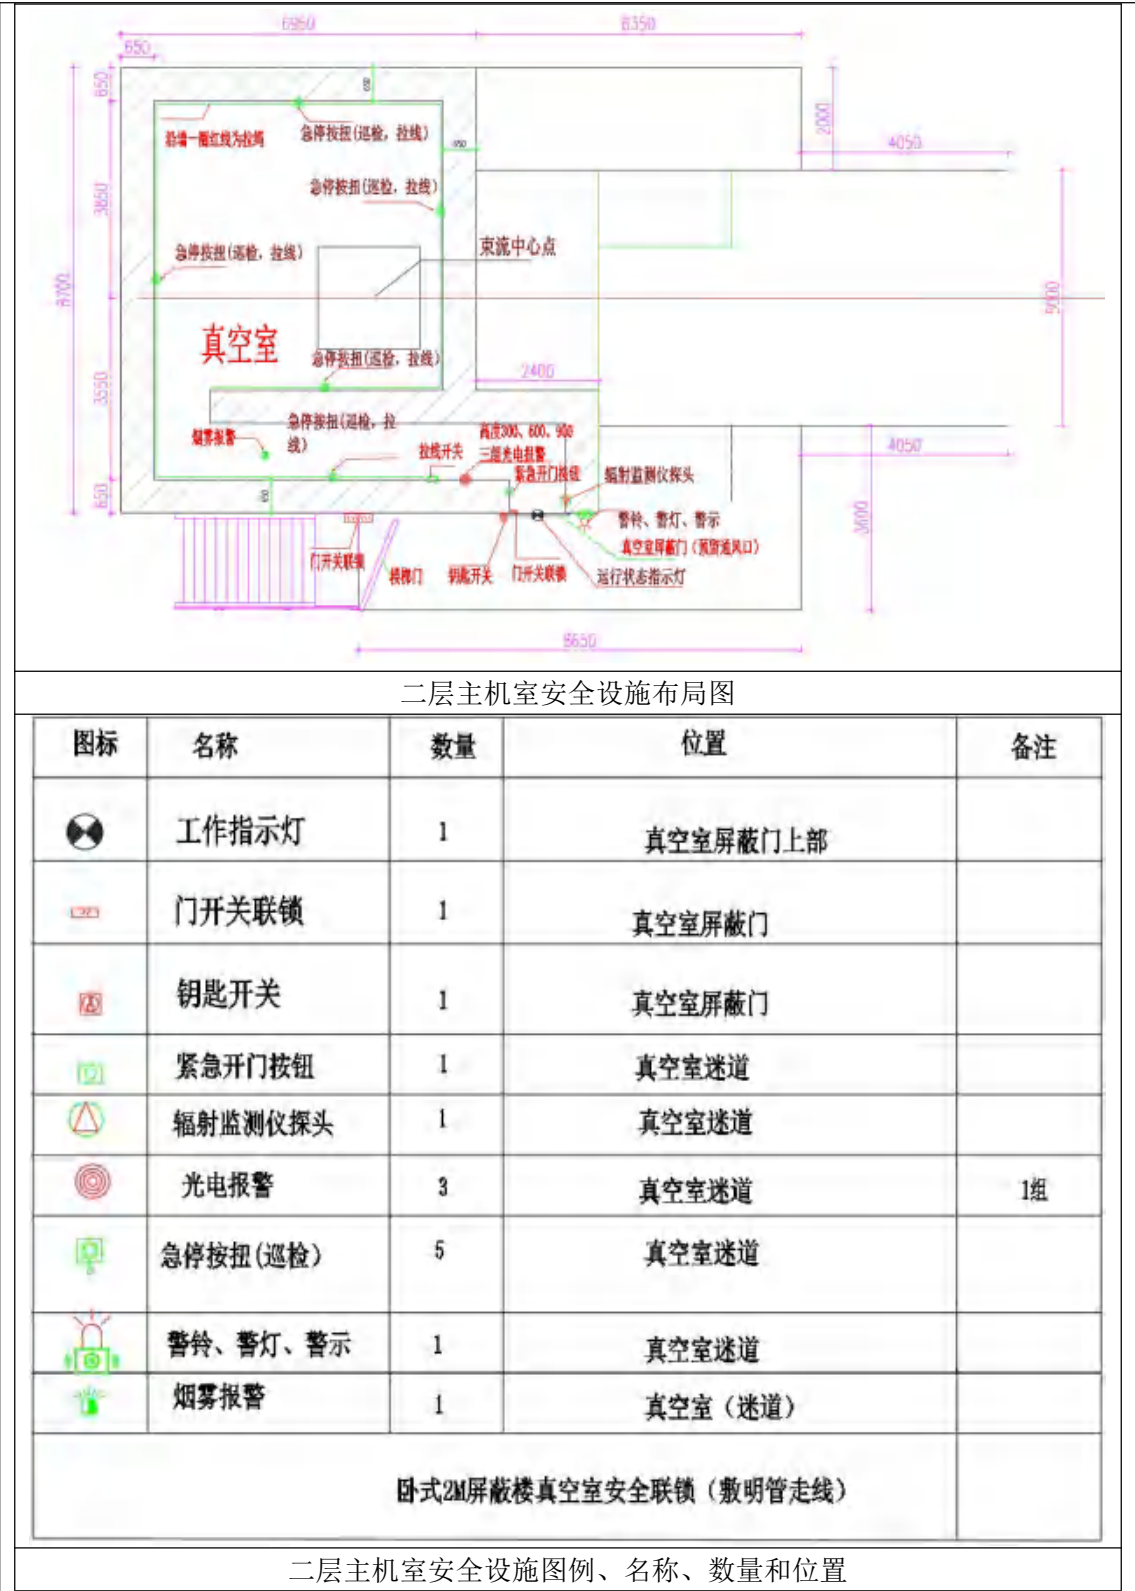 6950
8350
650
650
650
2000
沿墙一圈红线为拉绳
急停按扭(巡检，拉线)
650
4050
3850
急停按扭(巡检，拉线)
急停按扭(巡检，拉线)
束流中心点
8700
5000
真空室
急停按扭(巡检，拉线)
2400
3550
急停按扭(巡检，拉
线)
烟雾报警
拉线开关
高度300、600、900
三组光电报警
紧急开门按钮
辐射监测仪探头
4050
650
650
3600
警铃、警灯、警示
真空室屏蔽门（预留通风口）
门开关联锁
楼梯门
钥匙开关
门开关联锁
运行状态指示灯
8650
二层主机室安全设施布局图
图标 名称 数量 位置 备注
工作指示灯 1 真空室屏蔽门上部
门开关联锁 1 真空室屏蔽门
钥匙开关 1 真空室屏蔽门
紧急开门按钮 1 真空室迷道
辐射监测仪探头 1 真空室迷道
光电报警 3 真空室迷道 1组
急停按扭(巡检) 5 真空室迷道
警铃、警灯、警示 1 真空室迷道
烟雾报警 1 真空室（迷道）
卧式2M屏蔽楼真空室安全联锁（敷明管走线）
二层主机室安全设施图例、名称、数量和位置